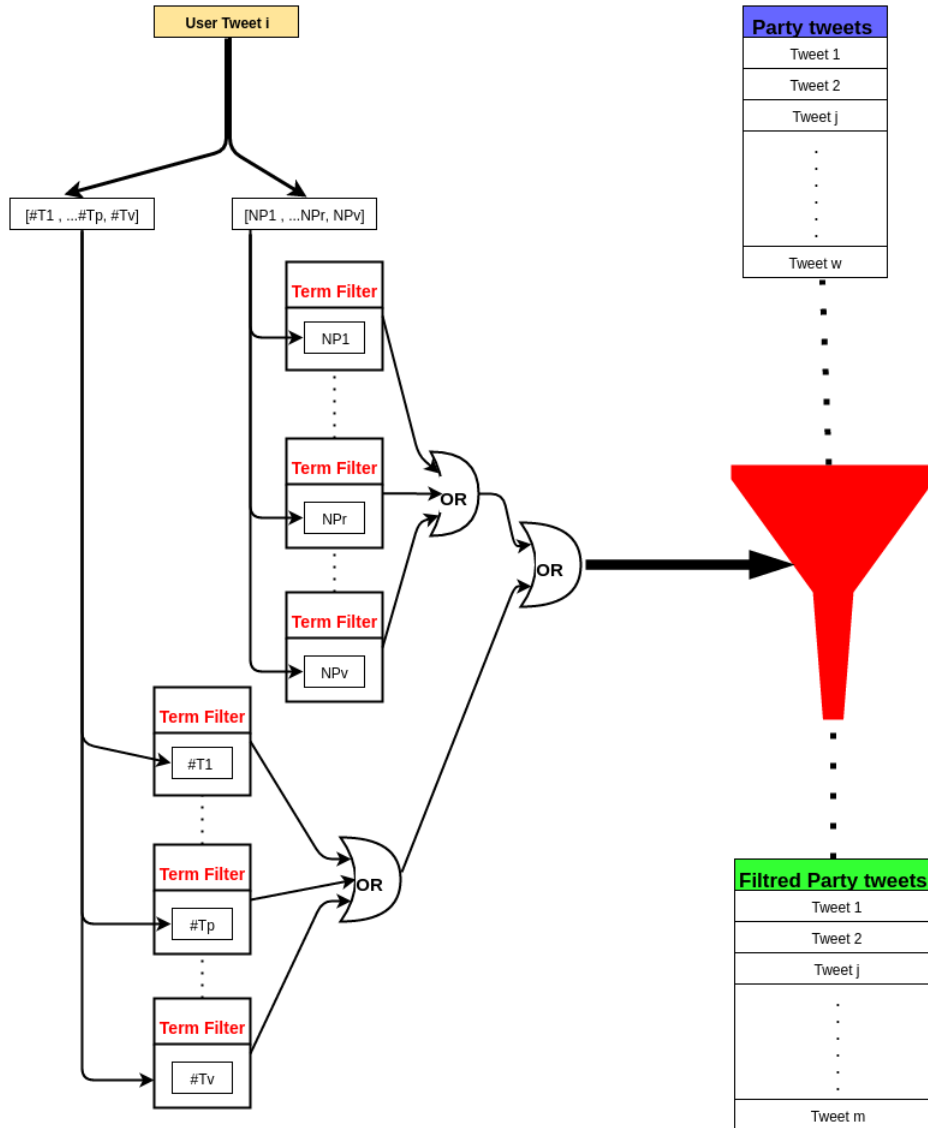 User Tweet i
[#T1 , ...#Tp, #Tv]
[NP1 , ...NPr, NPv]
Term Filter
NP1
Term Filter
NPr
Term Filter
NPv
OR
OR
Term Filter
#T1
Term Filter
#Tp
Term Filter
#Tv
OR
Party tweets
Tweet 1
Tweet 2
Tweet j
Tweet w
Filtred Party tweets
Tweet 1
Tweet 2
Tweet j
Tweet m